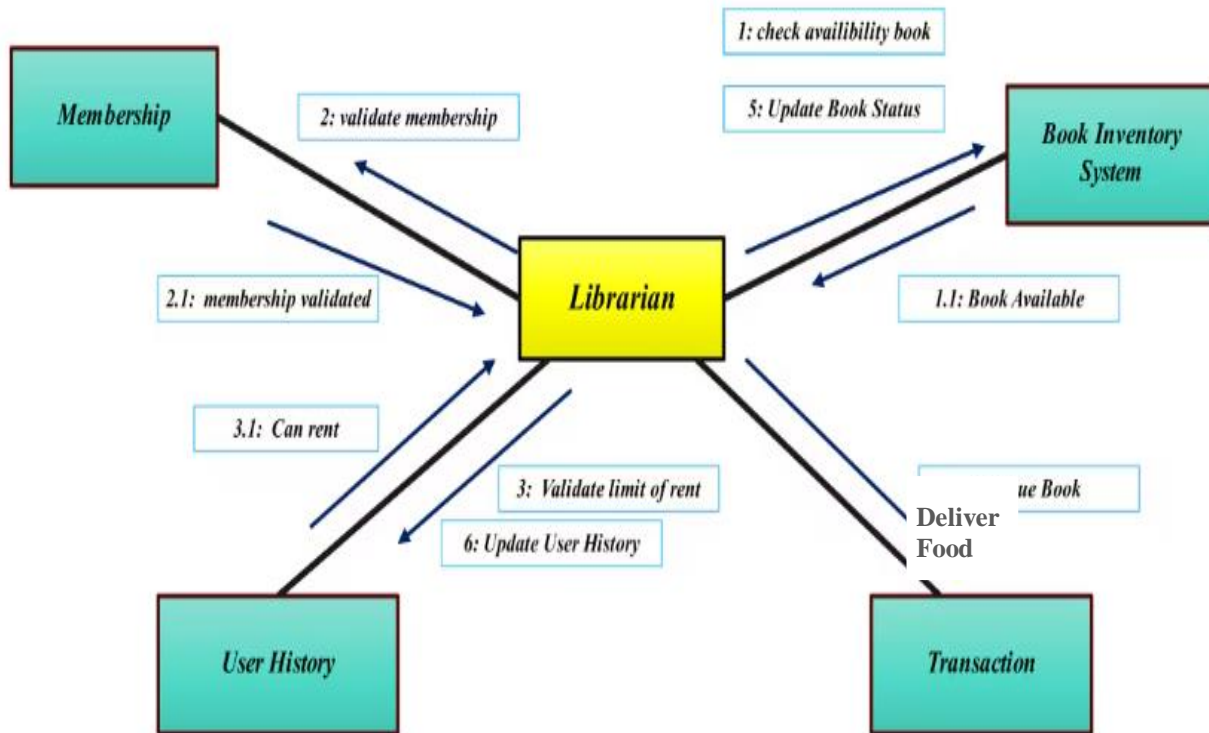 1: check availibility book
Membership
2: validate membership
5: Update Book Status
Book Inventory
System
Librarian
2.1: membership validated
1.1: Book Available
3.1: Can rent
3: Validate limit of rent
Book
Deliver
Food
6: Update User History
User History
Transaction